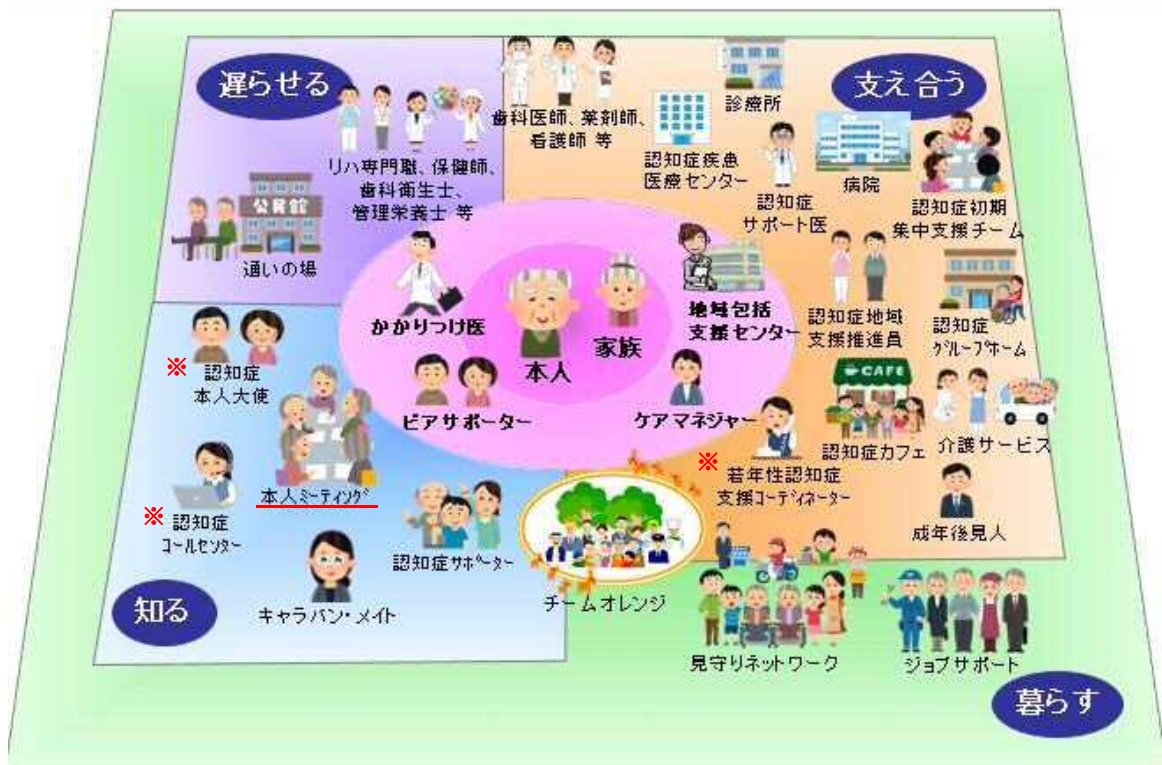 遅らせる
リハ専門職、保健師、
歯科衛生士、
管理栄養士 等
公民館
通いの場
歯科医師、薬剤師、
看護師 等
診療所
支え合う
認知症疾患
医療センター
認知症
サポート医
病院
認知症初期
集中支援チーム
かかりつけ医
本人
家族
地域包括
支援センター
ピアサポーター
ケアマネジャー
認知症地域
支援推進員
認知症
グループホーム
CAFE
認知症カフェ
介護サービス
※
若年性認知症
支援コーディネーター
成年後見人
※
認知症
本人大使
本人ミーティング
※
認知症
コールセンター
認知症サポーター
キャラバン・メイト
知る
チームオレンジ
見守りネットワーク
ジョブサポート
暮らす